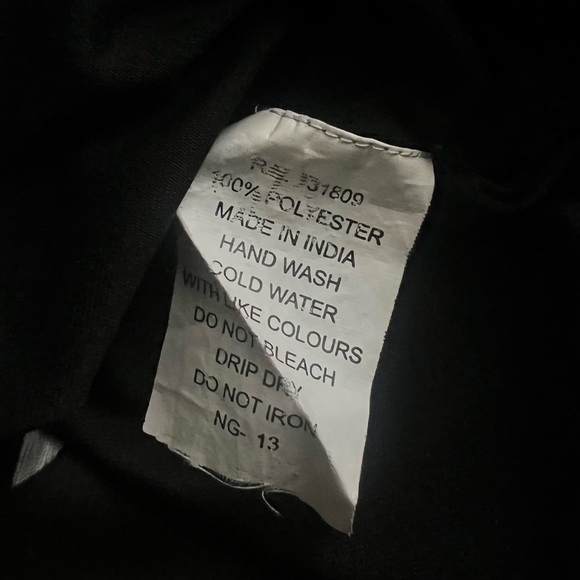 131809
100% POLYESTER
MADE IN INDIA
HAND WASH
COLD WATER
WITH LIKE COLOURS
DO NOT BLEACH
DRIP DRY
DO NOT IRON
NG- 13